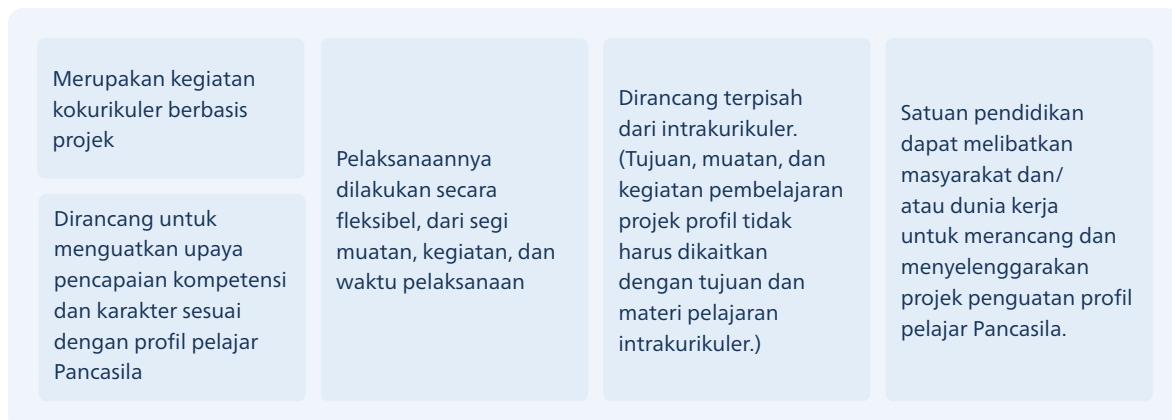 Merupakan kegiatan
kokurikuler berbasis
projek
Dirancang untuk
menguatkan upaya
pencapaian kompetensi
dan karakter sesuai
dengan profil pelajar
Pancasila
Pelaksanaannya
dilakukan secara
fleksibel, dari segi
muatan, kegiatan, dan
waktu pelaksanaan
Dirancang terpisah
dari intrakurikuler.
(Tujuan, muatan, dan
kegiatan pembelajaran
projek profil tidak
harus dikaitkan
dengan tujuan dan
materi pelajaran
intrakurikuler.)
Satuan pendidikan
dapat melibatkan
masyarakat dan/
atau dunia kerja
untuk merancang dan
menyelenggarakan
projek penguatan profil
pelajar Pancasila.